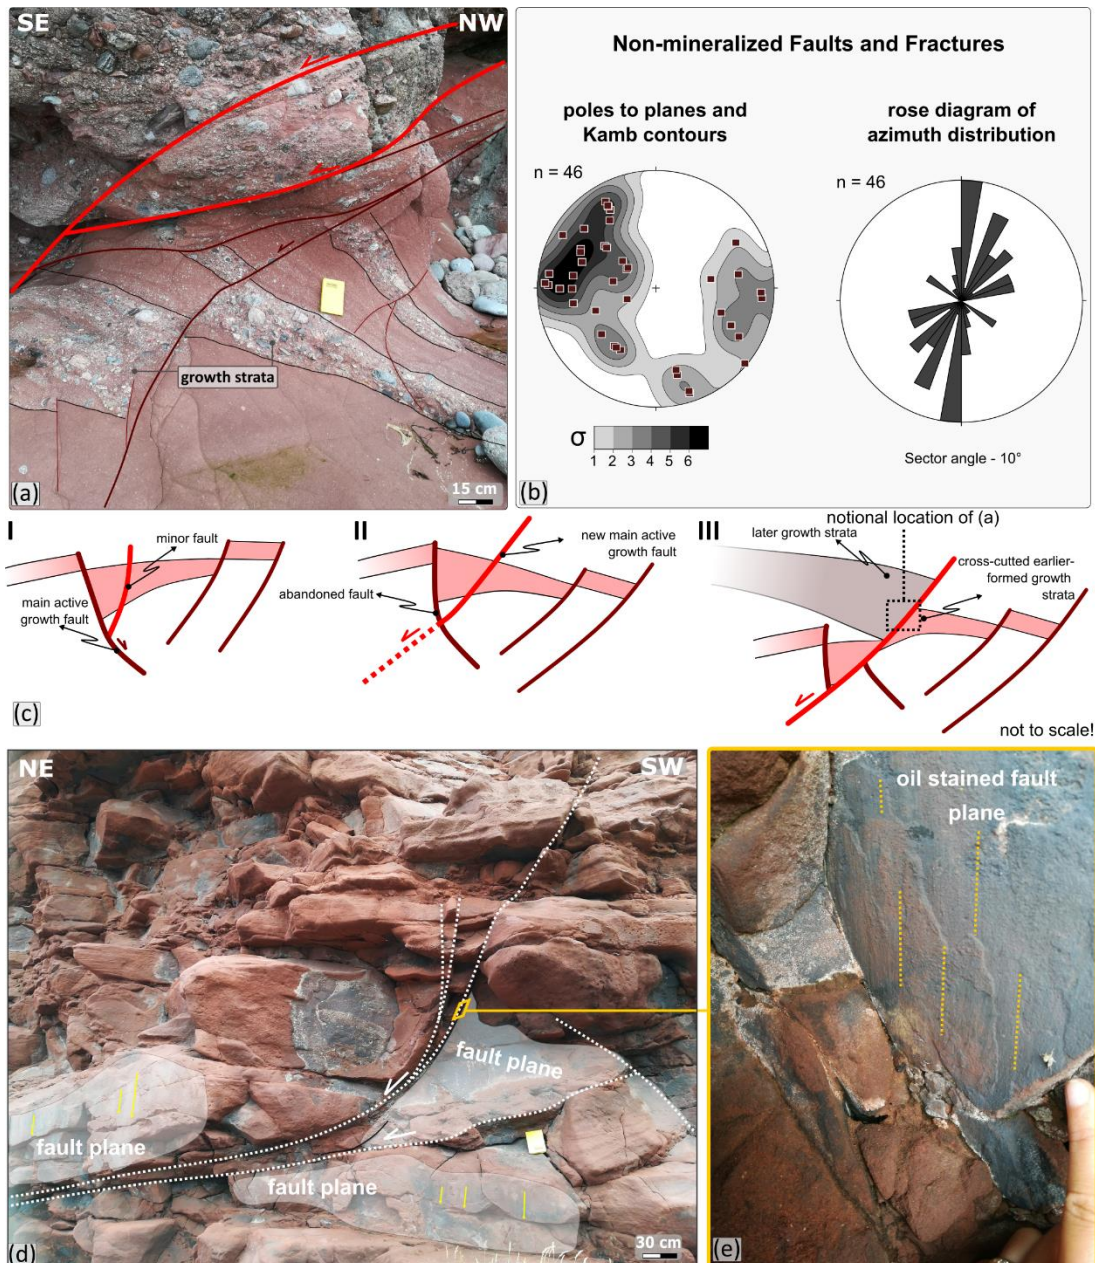 SE
NW
growth strata
15 cm
(a)
Non-mineralized Faults and Fractures
poles to planes and
Kamb contours
rose diagram of
azimuth distribution
n = 46
n = 46
σ
1 2 3 4 5 6
Sector angle - 10°
(b)
I
minor fault
main active
growth fault
II
new main active
growth fault
abandoned fault
III
notional location of (a)
later growth strata
cross-cutted earlier-
formed growth
strata
(c)
not to scale!
NE
SW
fault plane
fault plane
fault plane
30 cm
(d)
oil stained fault
plane
(e)